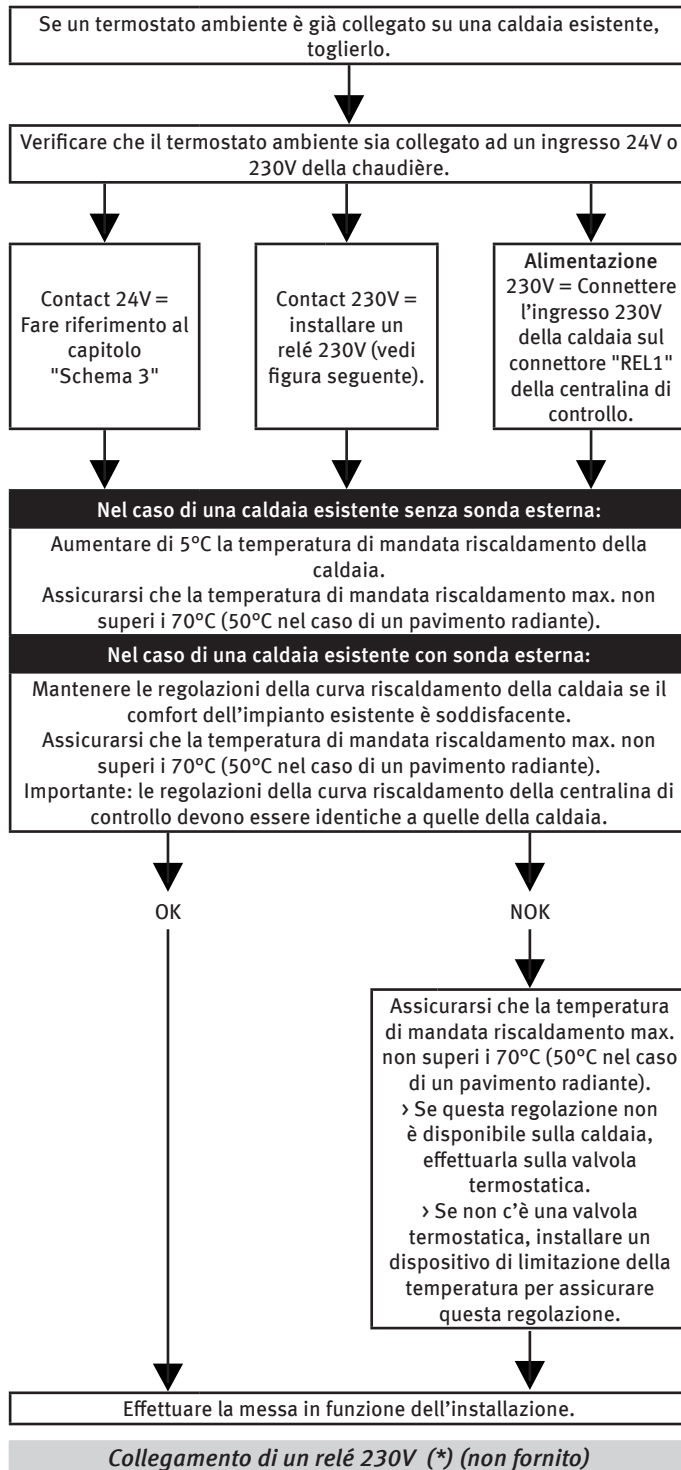 Se un termostato ambiente è già collegato su una caldaia esistente,
toglierlo.
Verificare che il termostato ambiente sia collegato ad un ingresso 24V o
230V della chaudière.
Contact 24V =
Fare riferimento al
capitolo
"Schema 3"
Contact 230V =
installare un
relé 230V (vedi
figura seguente).
Alimentazione
230V = Connettere
l'ingresso 230V
della caldaia sul
connettore "REL1"
della centralina di
controllo.
Nel caso di una caldaia esistente senza sonda esterna:
Aumentare di 5°C la temperatura di mandata riscaldamento della
caldaia.
Assicurarsi che la temperatura di mandata riscaldamento max. non
superi i 70°C (50°C nel caso di un pavimento radiante).
Nel caso di una caldaia esistente con sonda esterna:
Mantenere le regolazioni della curva riscaldamento della caldaia se il
comfort dell'impianto esistente è soddisfacente.
Assicurarsi che la temperatura di mandata riscaldamento max. non
superi i 70°C (50°C nel caso di un pavimento radiante).
Importante: le regolazioni della curva riscaldamento della centralina di
controllo devono essere identiche a quelle della caldaia.
OK
NOK
Assicurarsi che la temperatura
di mandata riscaldamento max.
non superi i 70°C (50°C nel caso
di un pavimento radiante).
› Se questa regolazione non
è disponibile sulla caldaia,
effettuarla sulla valvola
termostatica.
› Se non c'è una valvola
termostatica, installare un
dispositivo di limitazione della
temperatura per assicurare
questa regolazione.
Effettuare la messa in funzione dell'installazione.
Collegamento di un relé 230V (*) (non fornito)